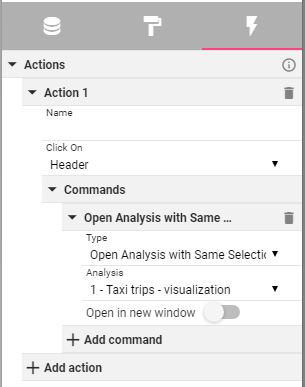 Actions
Action 1
Name
Click On
Header
Commands
Open Analysis with Same ...
Type
Open Analysis with Same Selectic
Analysis
1 - Taxi trips - visualization
Open in new window
Add command
Add action